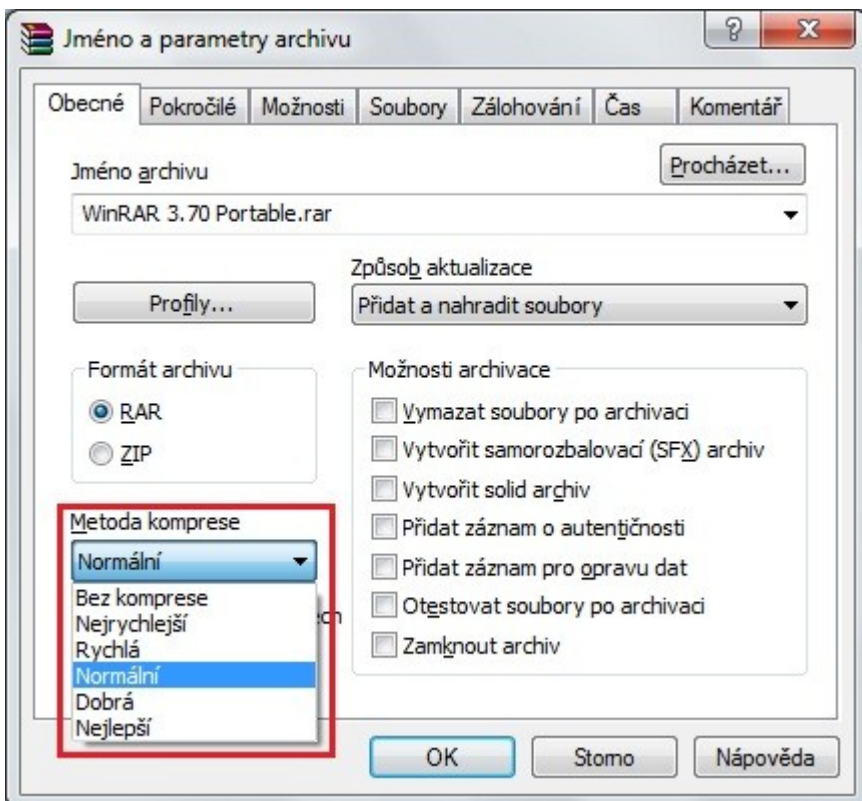 Jméno a parametry archivu
Obecné Pokročilé Možnosti Soubory Zálohování Čas Komentář
Jméno archivu
Procházet...
WinRAR 3.70 Portable.rar
Způsob aktualizace
Profily...
Přidat a nahradit soubory
Formát archivu
RAR
ZIP
Možnosti archivace
Vymazat soubory po archivaci
Vytvořit samorozbalovací (SFX) archiv
Vytvořit solid archiv
Přidat záznam o autentičnosti
Přidat záznam pro opravu dat
Otestovat soubory po archivaci
Zamknout archiv
Metoda komprese
Normální
Bez komprese
Nejrychlejší
Rychlá
Normální
Dobrá
Nejlepší
OK Storno Nápověda